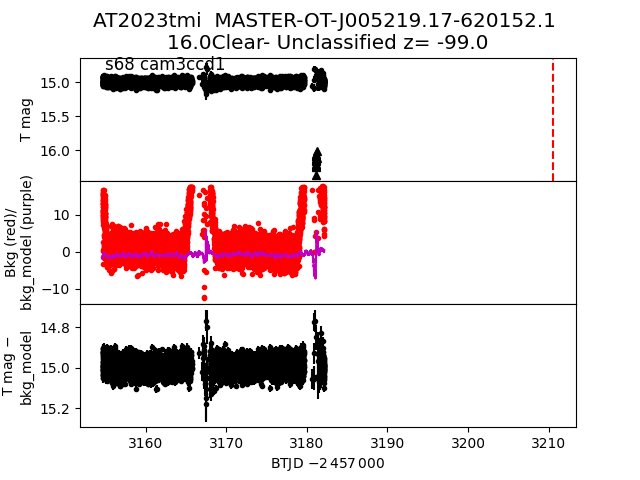 AT2023tmi  MASTER-OT-J005219.17-620152.1
16.0Clear- Unclassified z= -99.0
s68 cam3ccd1
15.0
15.5
16.0
T mag
10
0
−10
Bkg (red)/
bkg_model (purple)
14.8
15.0
15.2
T mag −
bkg_model
3160 3170 3180 3190 3200 3210
BTJD −2 457 000